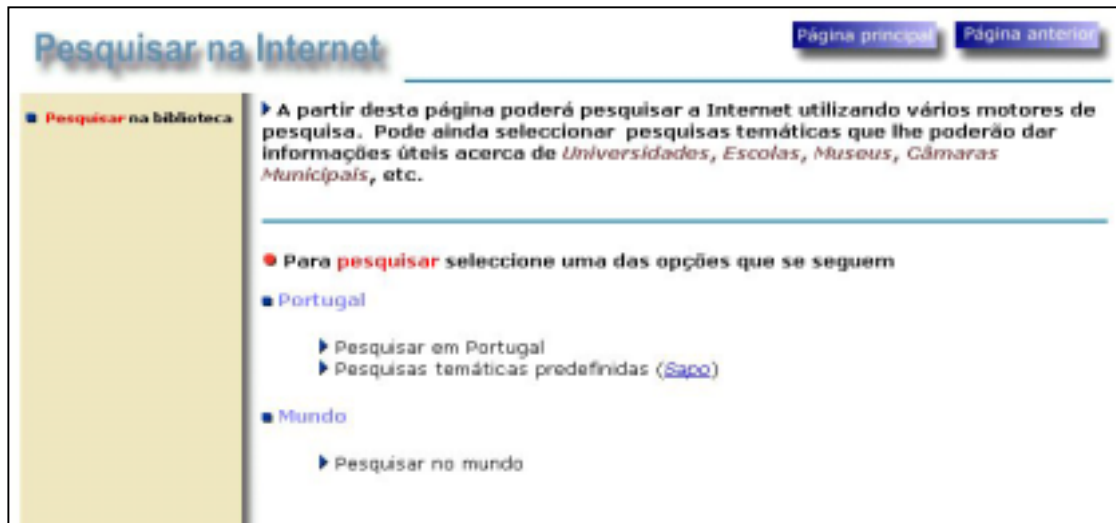 Pesquisar na Internet
Página principal
Página anterior
Pesquisar na biblioteca
A partir desta página poderá pesquisar a Internet utilizando vários motores de
pesquisa. Pode ainda seleccionar pesquisas temáticas que lhe poderão dar
informações úteis acerca de Universidades, Escolas, Museus, Câmaras
Municipais, etc.
Para pesquisar seleccione uma das opções que se seguem
Portugal
Pesquisar em Portugal
Pesquisas temáticas predefinidas (Sapo)
Mundo
Pesquisar no mundo